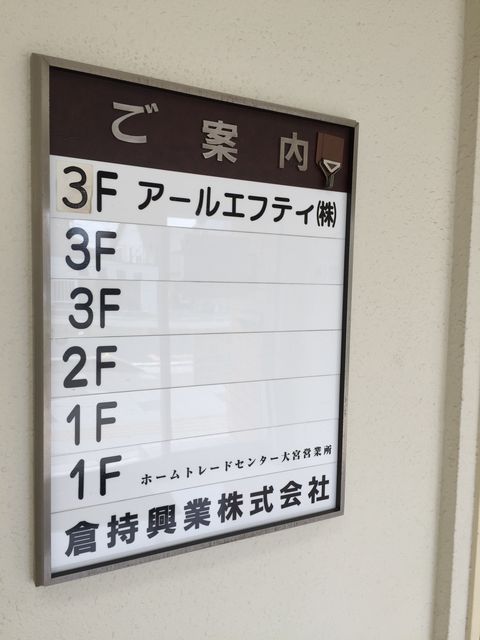 ご案内
3F アールエフティ(株)
3F
3F
2F
1F
1F ホームトレードセンター大宮営業所
倉持興業株式会社